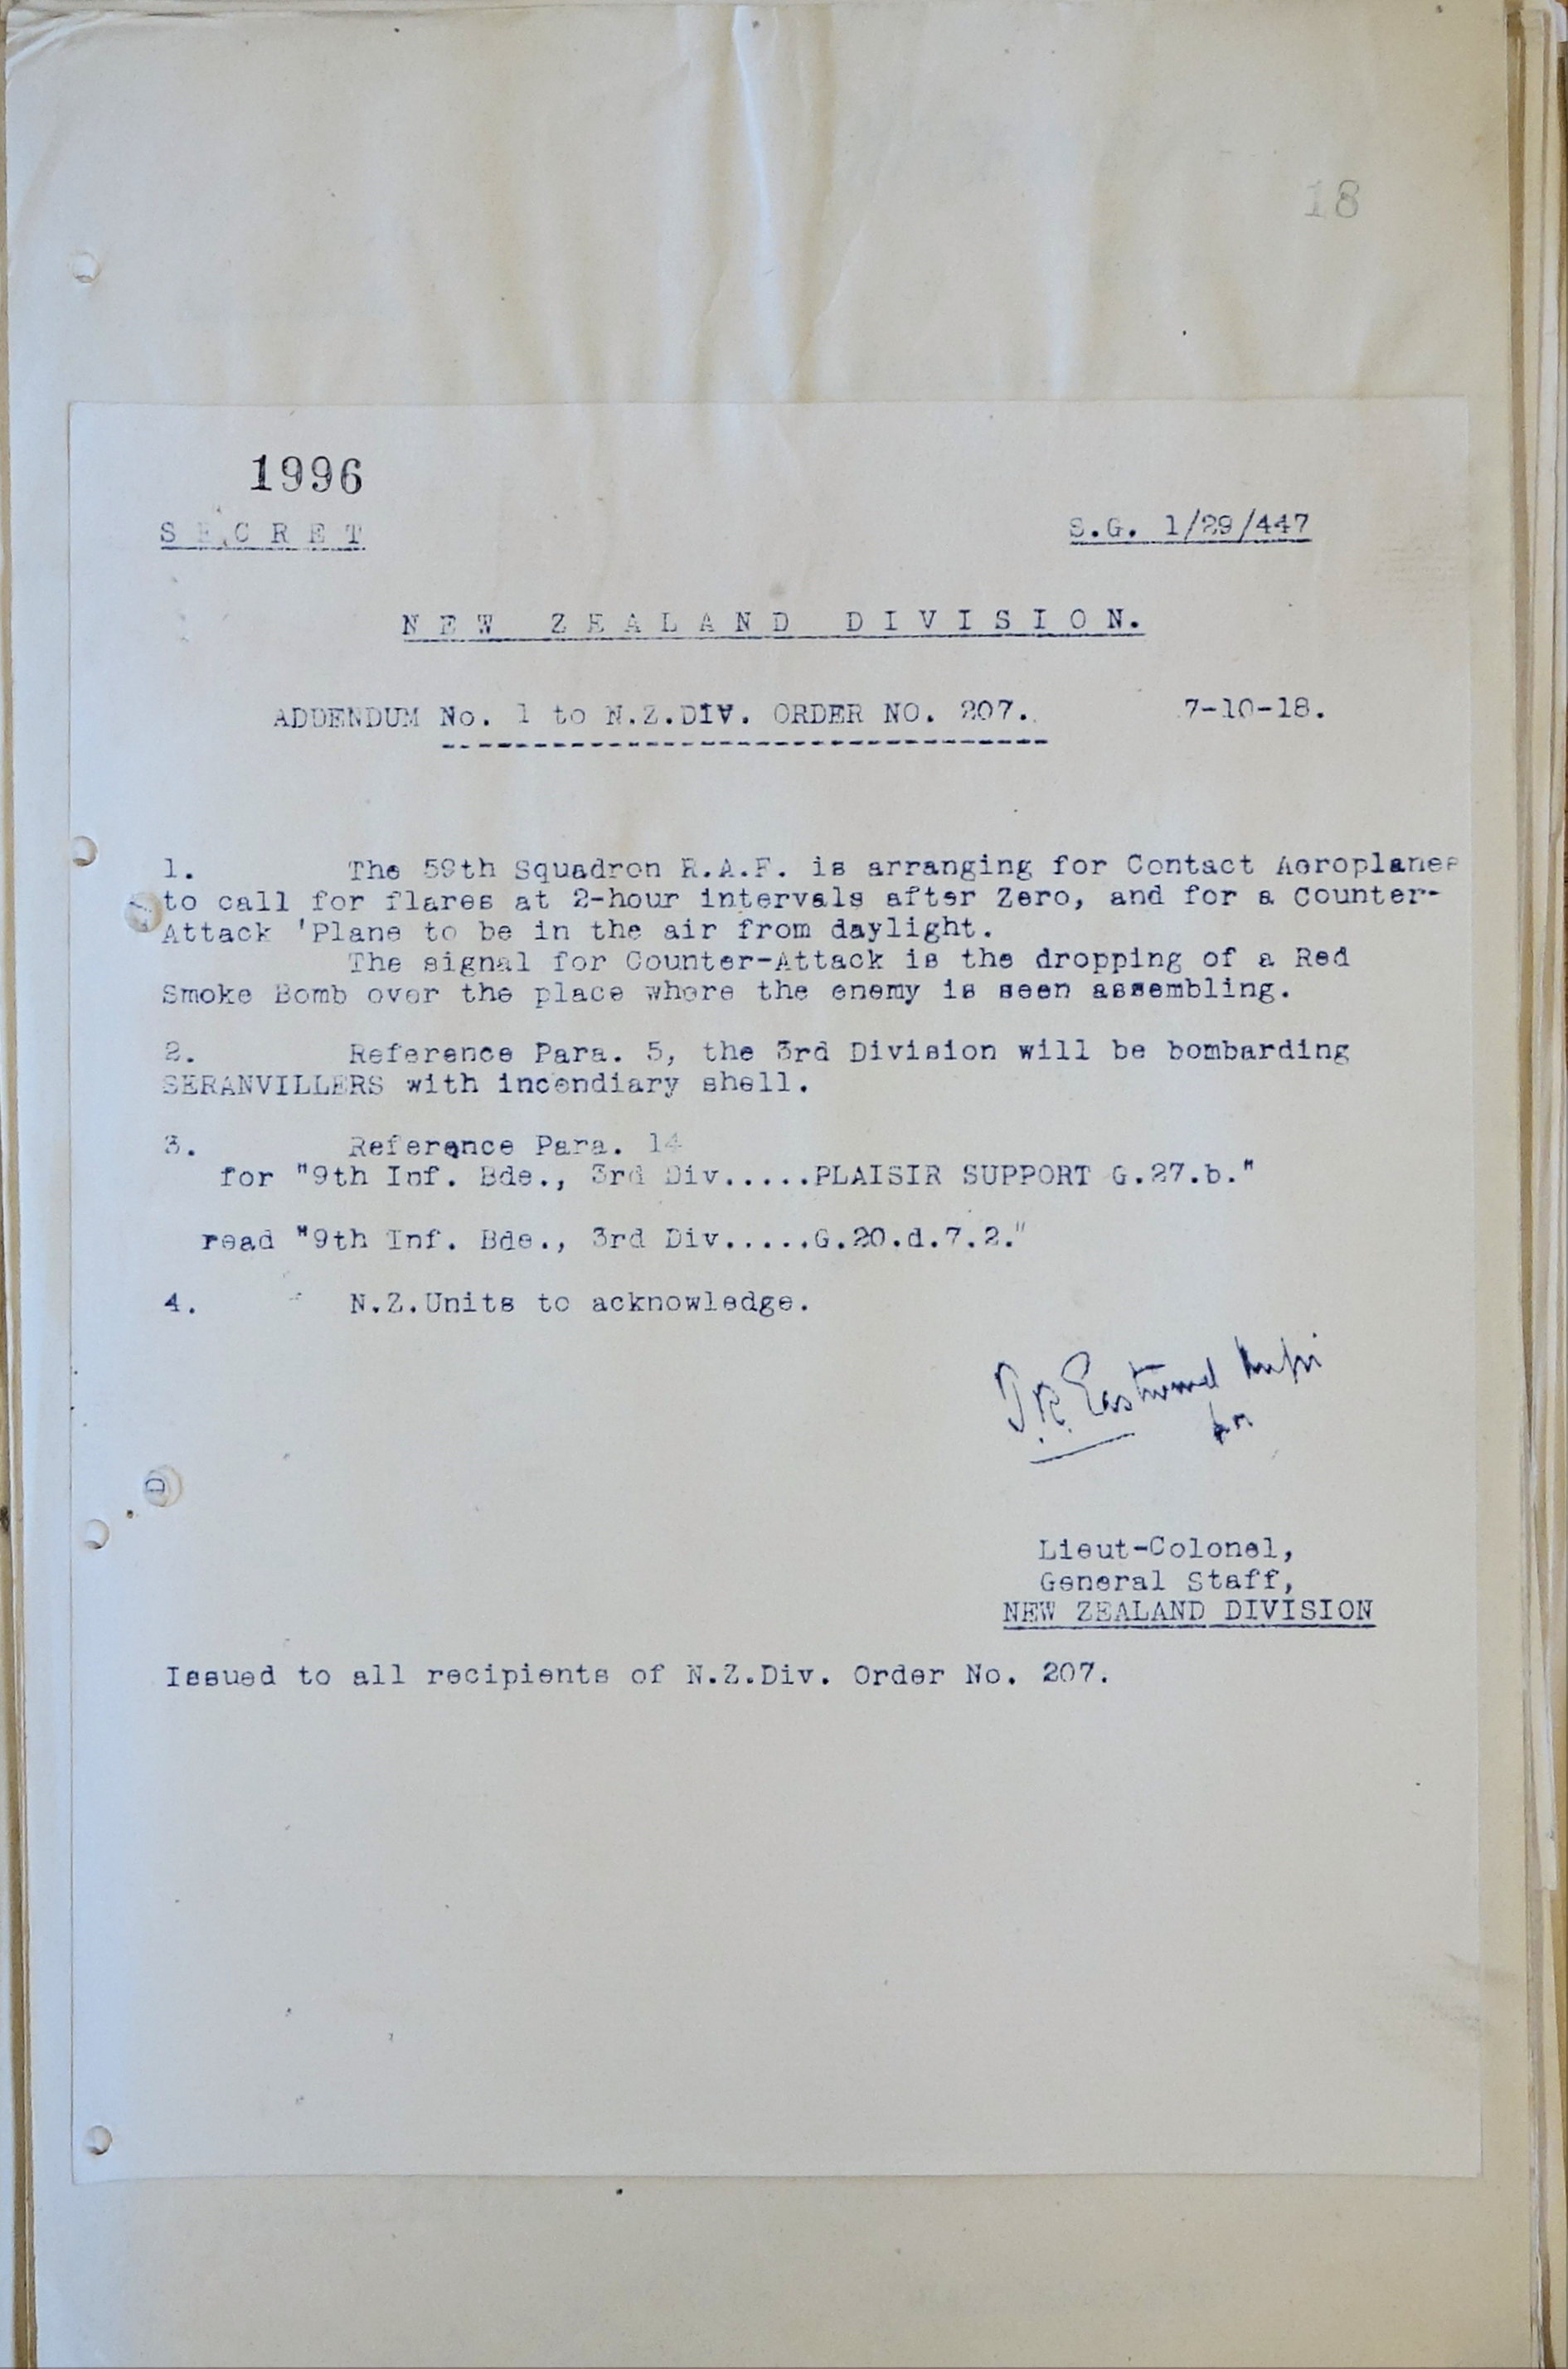 18
1996
SECRET
S.G. 1/29/447
NEW ZEALAND DIVISION.
ADDENDUM No. 1 to N.Z.DIV. ORDER NO. 207. 7-10-18.
1. The 59th Squadron R.A.F. is arranging for Contact Aeroplanes
to call for flares at 2-hour intervals after Zero, and for a Counter-
Attack 'Plane to be in the air from daylight.
The signal for Counter-Attack is the dropping of a Red
Smoke Bomb over the place where the enemy is seen assembling.
2. Reference Para. 5, the 3rd Division will be bombarding
SERANVILLERS with incendiary shell.
3. Reference Para. 14
for "9th Inf. Bde., 3rd Div.....PLAISIR SUPPORT G.27.b."
read "9th Inf. Bde., 3rd Div.....G.20.d.7.2."
4. N.Z.Units to acknowledge.
T.R. Eastwood Major
for
Lieut-Colonel,
General Staff,
NEW ZEALAND DIVISION
Issued to all recipients of N.Z.Div. Order No. 207.